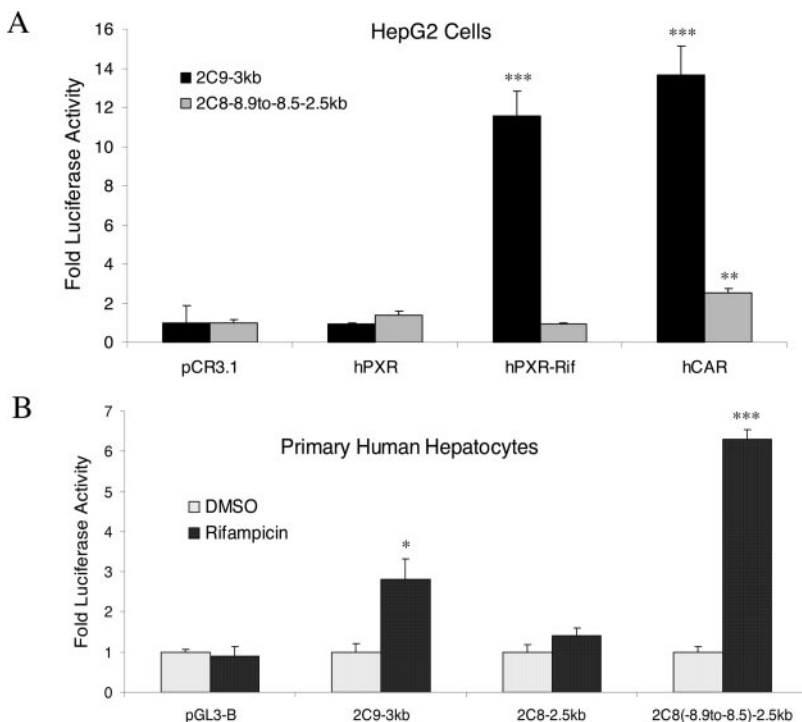 A
HepG2 Cells
2C9-3kb
2C8-8.9to-8.5-2.5kb
Fold Luciferase Activity
16
14
12
10
8
6
4
2
0
***
***
**
pCR3.1 hPXR hPXR-Rif hCAR
B
Primary Human Hepatocytes
DMSO
Rifampicin
Fold Luciferase Activity
7
6
5
4
3
2
1
0
*
***
pGL3-B 2C9-3kb 2C8-2.5kb 2C8(-8.9to-8.5)-2.5kb